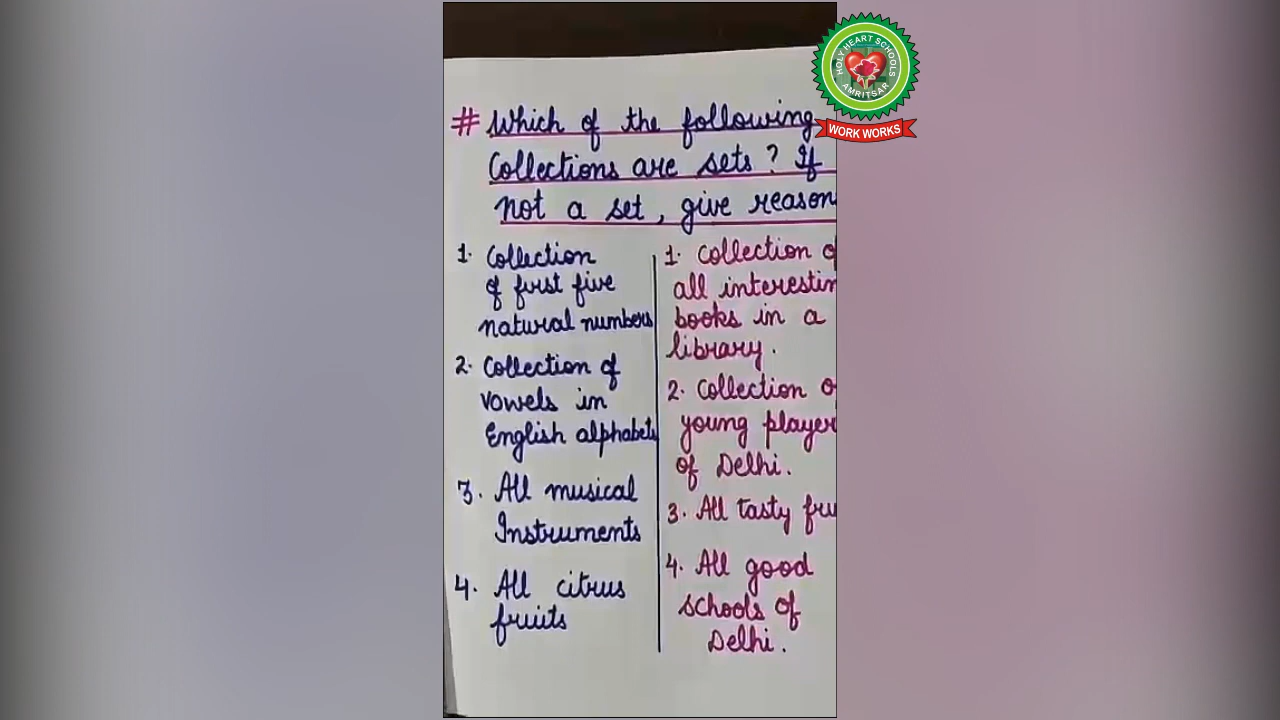 # Which of the following
Collections are sets ? If
not a set , give reason
1. Collection
of first five
natural numbers
2. Collection of
vowels in
English alphabets
3. All musical
Instruments
4. All citrus
fruits
1. Collection of
all interestin
books in a
library.
2. Collection of
young player
of Delhi.
3. All tasty fru
4. All good
schools of
Delhi.
HOLY HEART SCHOOLS
AMRITSAR
WORK WORKS